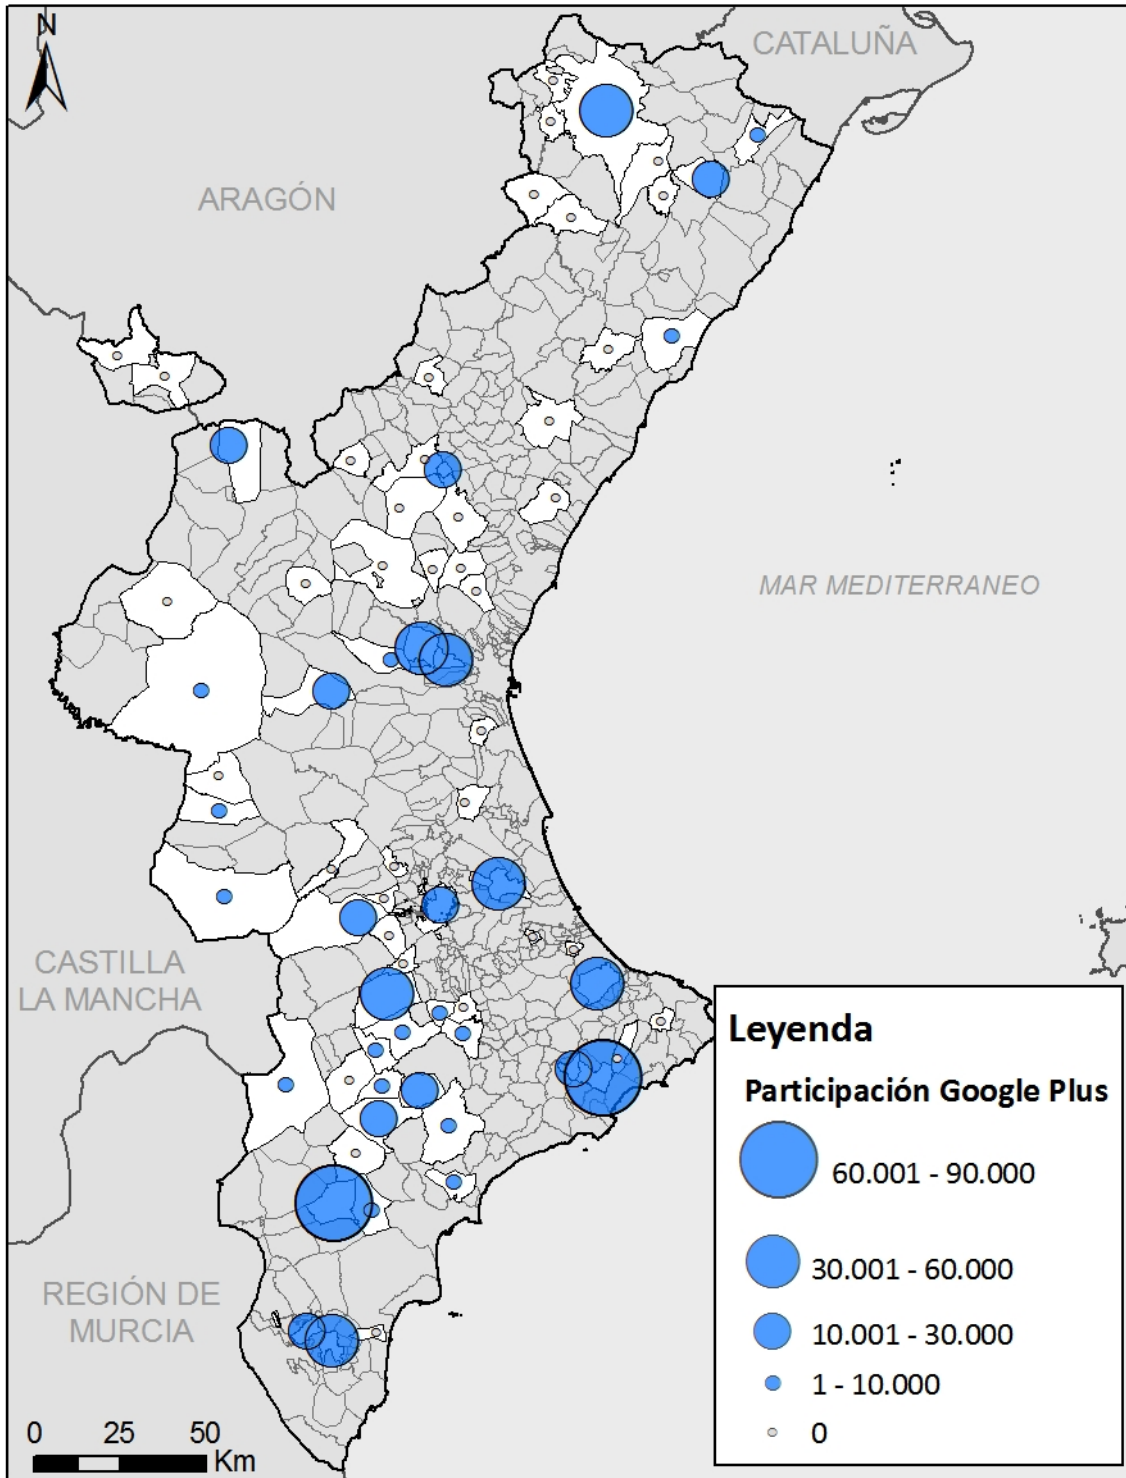 N
CATALUÑA
ARAGÓN
MAR MEDITERRANEO
CASTILLA
LA MANCHA
REGIÓN DE
MURCIA
Leyenda
Participación Google Plus
60.001 - 90.000
30.001 - 60.000
10.001 - 30.000
1 - 10.000
0
0 25 50
Km